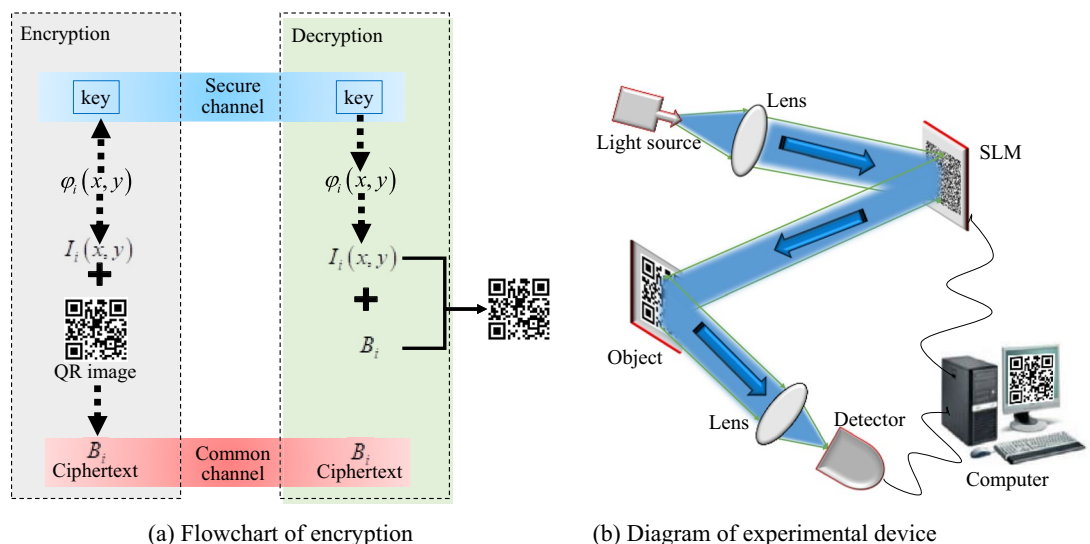 Encryption
Decryption
key
Secure
channel
key
φᵢ(x, y)
φᵢ(x, y)
Iᵢ(x, y)
+
Iᵢ(x, y)
+
QR image
Bᵢ
Bᵢ
Ciphertext
Common
channel
Bᵢ
Ciphertext
(a) Flowchart of encryption
Lens
Light source
SLM
Object
Lens
Detector
Computer
(b) Diagram of experimental device